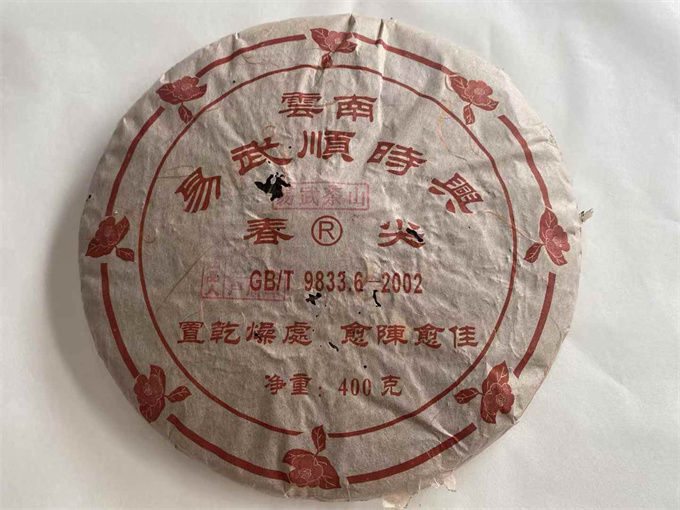 雲南
易武順時興
春 ® 尖
易武茶山
GB/T 9833.6-2002
置乾燥處 愈陳愈佳
净重: 400克